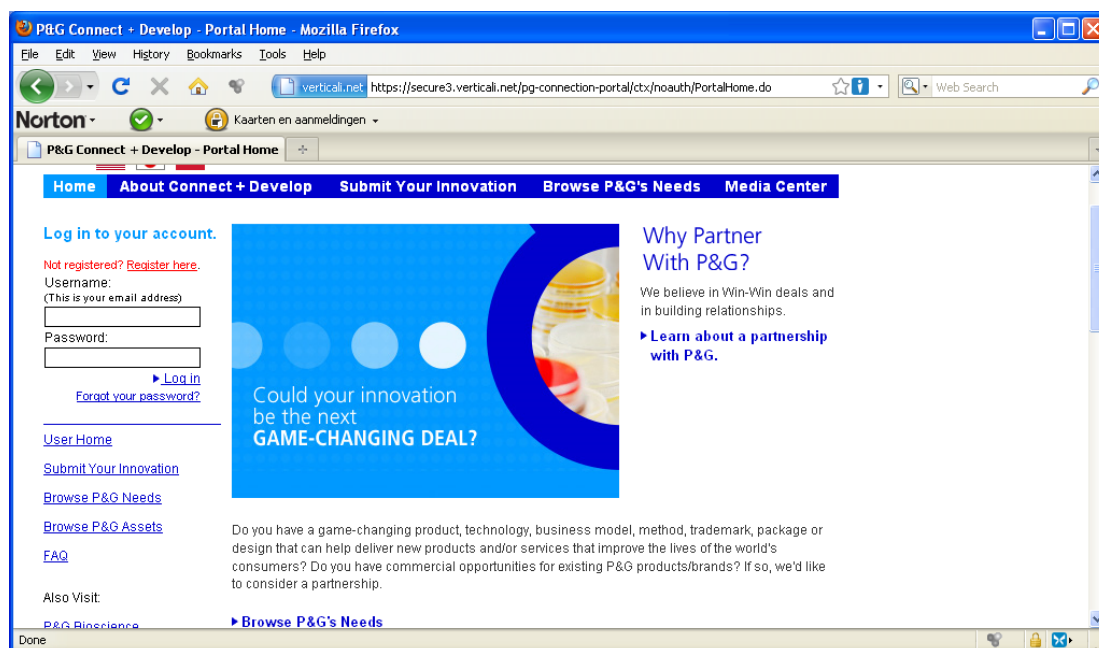 P&G Connect + Develop - Portal Home - Mozilla Firefox
File Edit View History Bookmarks Tools Help
verticali.net https://secure3.verticali.net/pg-connection-portal/ctx/noauth/PortalHome.do
Web Search
Norton
Kaarten en aanmeldingen
P&G Connect + Develop - Portal Home
Home About Connect + Develop Submit Your Innovation Browse P&G's Needs Media Center
Log in to your account.
Not registered? Register here.
Username:
(This is your email address)
Password:
Log in
Forgot your password?
User Home
Submit Your Innovation
Browse P&G Needs
Browse P&G Assets
FAQ
Also Visit:
P&G Bioscience
Could your innovation
be the next
GAME-CHANGING DEAL?
Why Partner
With P&G?
We believe in Win-Win deals and
in building relationships.
Learn about a partnership
with P&G.
Do you have a game-changing product, technology, business model, method, trademark, package or
design that can help deliver new products and/or services that improve the lives of the world's
consumers? Do you have commercial opportunities for existing P&G products/brands? If so, we'd like
to consider a partnership.
Browse P&G's Needs
Done